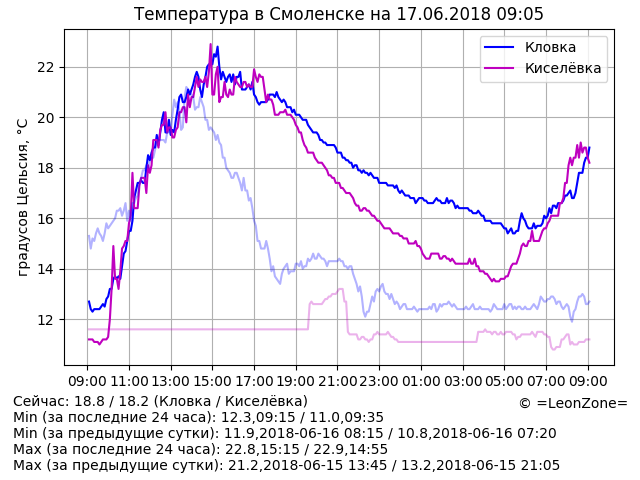 Температура в Смоленске на 17.06.2018 09:05
Кловка
Киселёвка
градусов Цельсия, °C
22
20
18
16
14
12
09:00 11:00 13:00 15:00 17:00 19:00 21:00 23:00 01:00 03:00 05:00 07:00 09:00
Сейчас: 18.8 / 18.2 (Кловка / Киселёвка)
© =LeonZone=
Min (за последние 24 часа): 12.3,09:15 / 11.0,09:35
Min (за предыдущие сутки): 11.9,2018-06-16 08:15 / 10.8,2018-06-16 07:20
Max (за последние 24 часа): 22.8,15:15 / 22.9,14:55
Max (за предыдущие сутки): 21.2,2018-06-15 13:45 / 13.2,2018-06-15 21:05